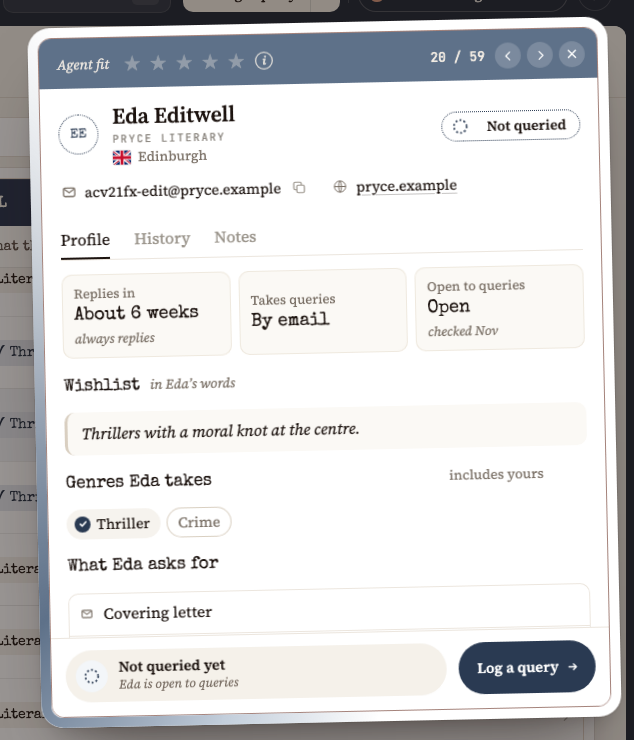 Agent fit
20 / 59
EE
Eda Editwell
PRYCE LITERARY
Edinburgh
Not queried
acv21fx-edit@pryce.example
pryce.example
Profile
History
Notes
Replies in
About 6 weeks
always replies
Takes queries
By email
Open to queries
Open
checked Nov
Wishlist in Eda's words
Thrillers with a moral knot at the centre.
Genres Eda takes
includes yours
Thriller
Crime
What Eda asks for
Covering letter
Not queried yet
Eda is open to queries
Log a query →